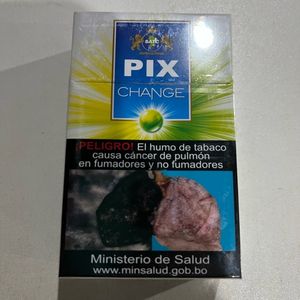 PIX
CHANGE
PELIGRO! El humo de tabaco
causa cáncer de pulmón
en fumadores y no fumadores
Ministerio de Salud
www.minsalud.gob.bo